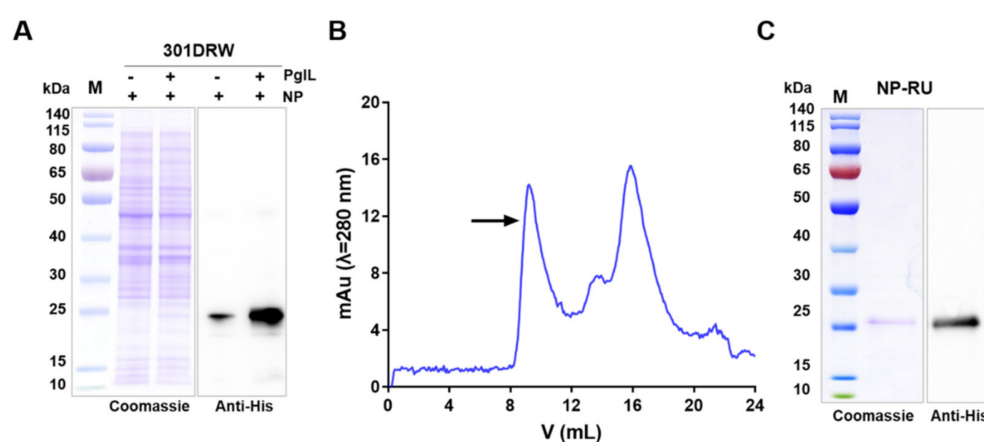 A
301DRW
- + - + PglL
kDa M + + + + NP
140
115
80
65
50
40
30
25
15
10
Coomassie Anti-His
B
mAu (λ=280 nm)
20
16
12
8
4
0
0 4 8 12 16 20 24
V (mL)
C
kDa M NP-RU
140
115
80
65
50
40
30
25
15
10
Coomassie Anti-His